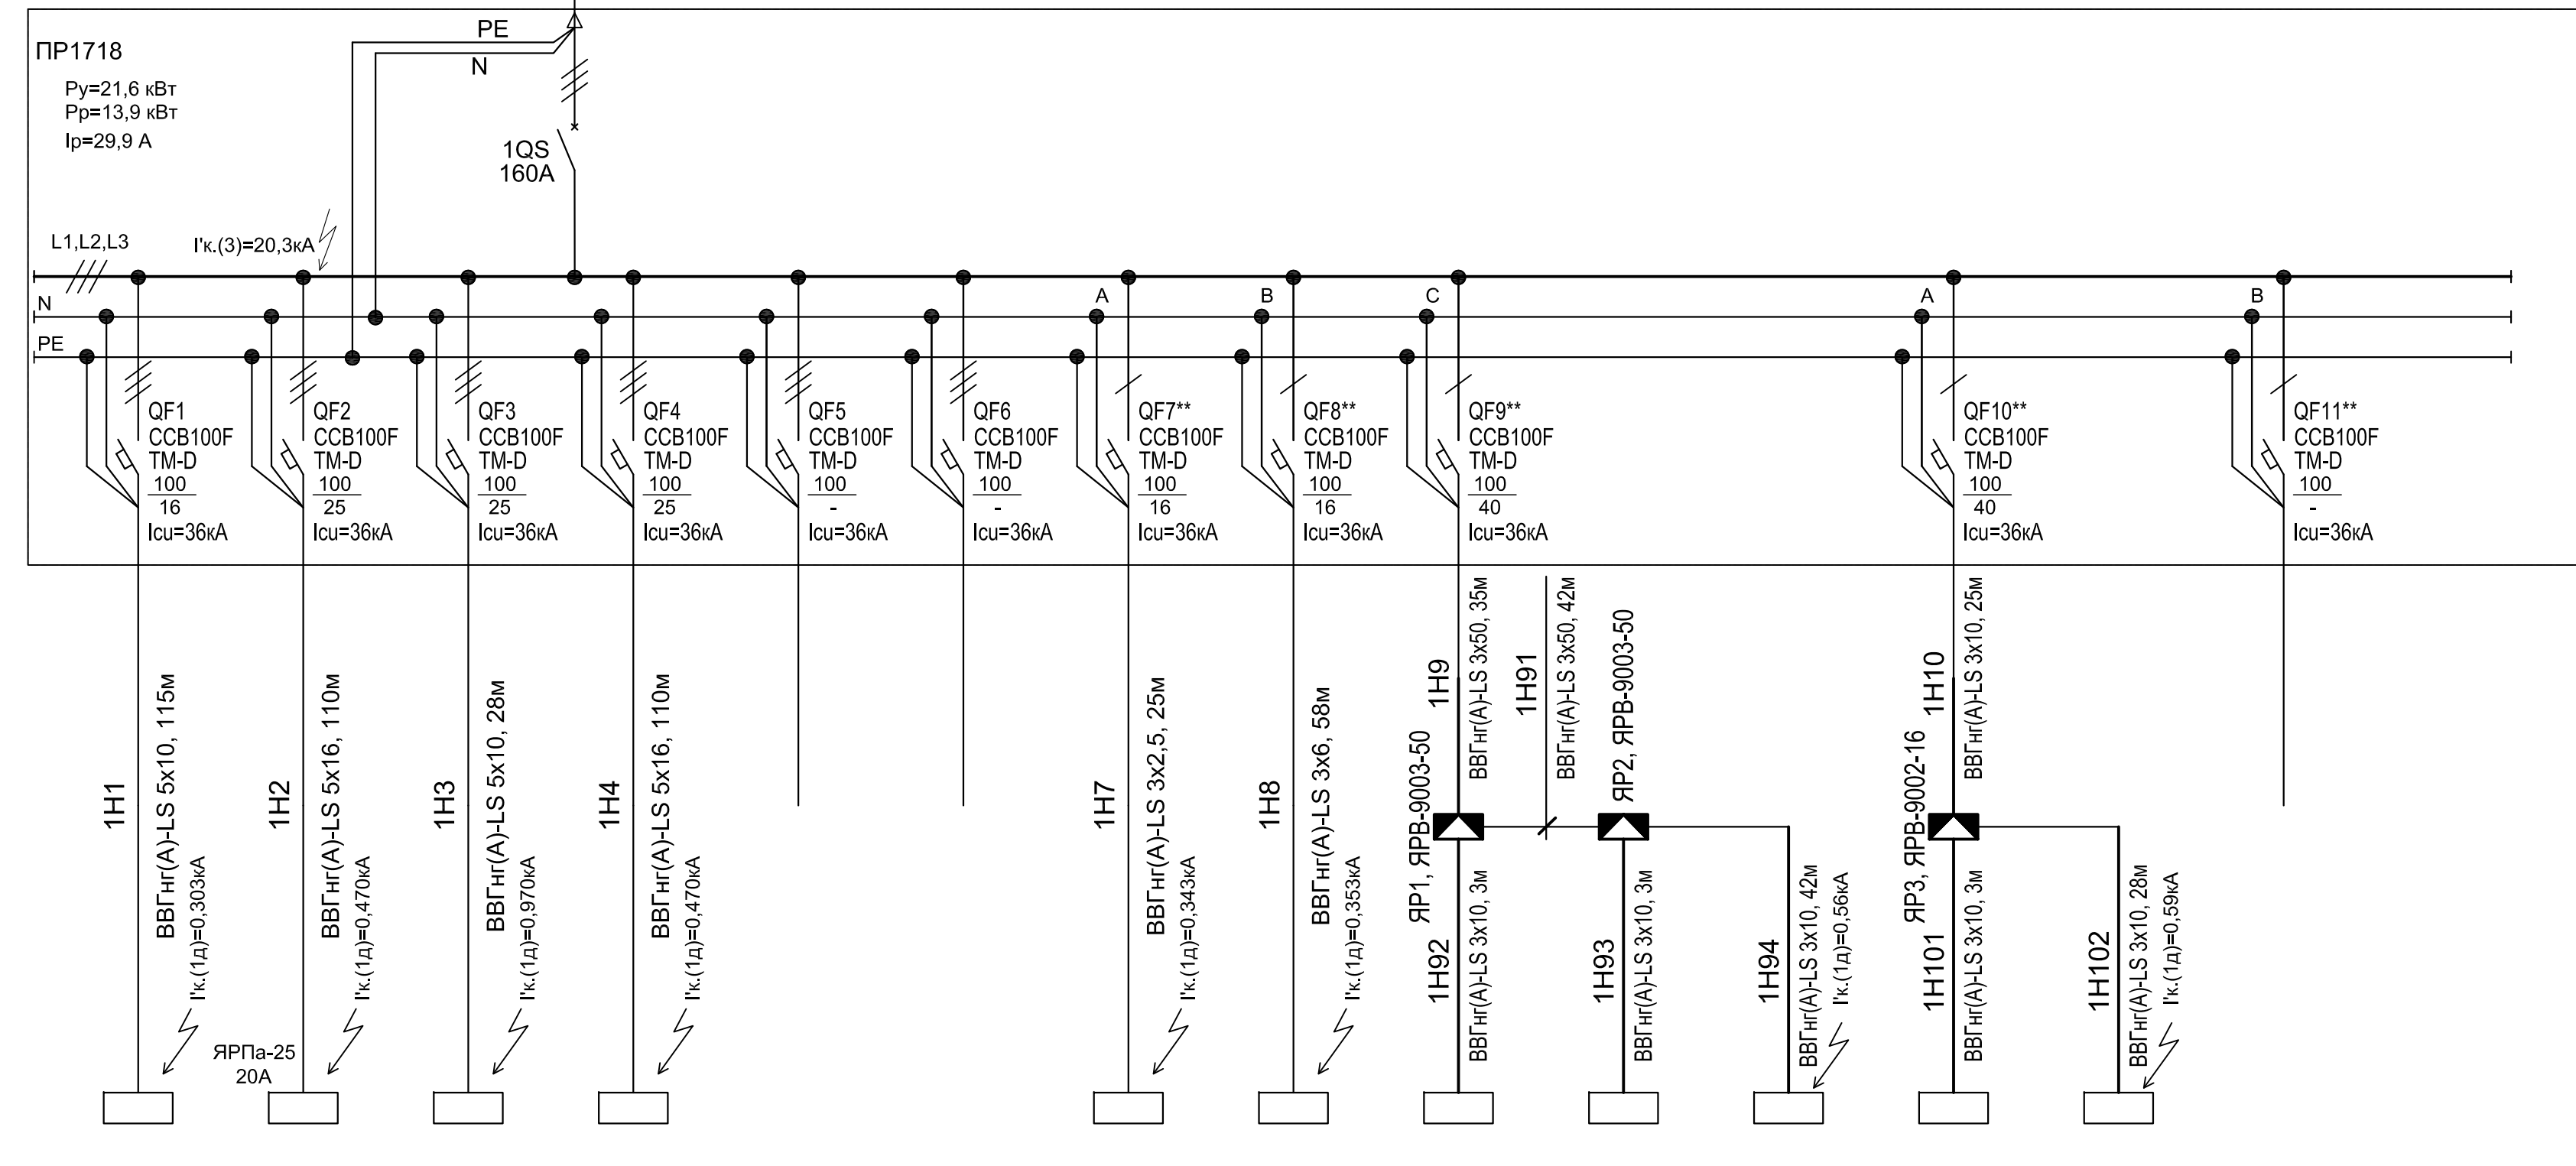 PE
ПР1718
N
Ру=21,6 кВт
Рр=13,9 кВт
Iр=29,9 А
1QS
160А
L1,L2,L3
I'к.(3)=20,3кА
N
PE
A
B
C
A
B
QF1
CCB100F
TM-D
100
16
Icu=36кА
QF2
CCB100F
TM-D
100
25
Icu=36кА
QF3
CCB100F
TM-D
100
25
Icu=36кА
QF4
CCB100F
TM-D
100
25
Icu=36кА
QF5
CCB100F
TM-D
100
-
Icu=36кА
QF6
CCB100F
TM-D
100
-
Icu=36кА
QF7**
CCB100F
TM-D
100
16
Icu=36кА
QF8**
CCB100F
TM-D
100
16
Icu=36кА
QF9**
CCB100F
TM-D
100
40
Icu=36кА
QF10**
CCB100F
TM-D
100
40
Icu=36кА
QF11**
CCB100F
TM-D
100
-
Icu=36кА
1Н1
ВВГнг(А)-LS 5х10, 115м
I'к.(1д)=0,303кА
1Н2
ВВГнг(А)-LS 5х16, 110м
I'к.(1д)=0,470кА
ЯРПа-25
20А
1Н3
ВВГнг(А)-LS 5х10, 28м
I'к.(1д)=0,970кА
1Н4
ВВГнг(А)-LS 5х16, 110м
I'к.(1д)=0,470кА
1Н7
ВВГнг(А)-LS 3х2,5, 25м
I'к.(1д)=0,343кА
1Н8
ВВГнг(А)-LS 3х6, 58м
I'к.(1д)=0,353кА
1Н9
ВВГнг(А)-LS 3х50, 35м
ЯР1, ЯРВ-9003-50
1Н92
ВВГнг(А)-LS 3х10, 3м
1Н91
ВВГнг(А)-LS 3х50, 42м
ЯР2, ЯРВ-9003-50
1Н93
ВВГнг(А)-LS 3х10, 3м
1Н94
ВВГнг(А)-LS 3х10, 42м
I'к.(1д)=0,56кА
1Н10
ВВГнг(А)-LS 3х10, 25м
ЯР3, ЯРВ-9002-16
1Н101
ВВГнг(А)-LS 3х10, 3м
1Н102
ВВГнг(А)-LS 3х10, 28м
I'к.(1д)=0,59кА